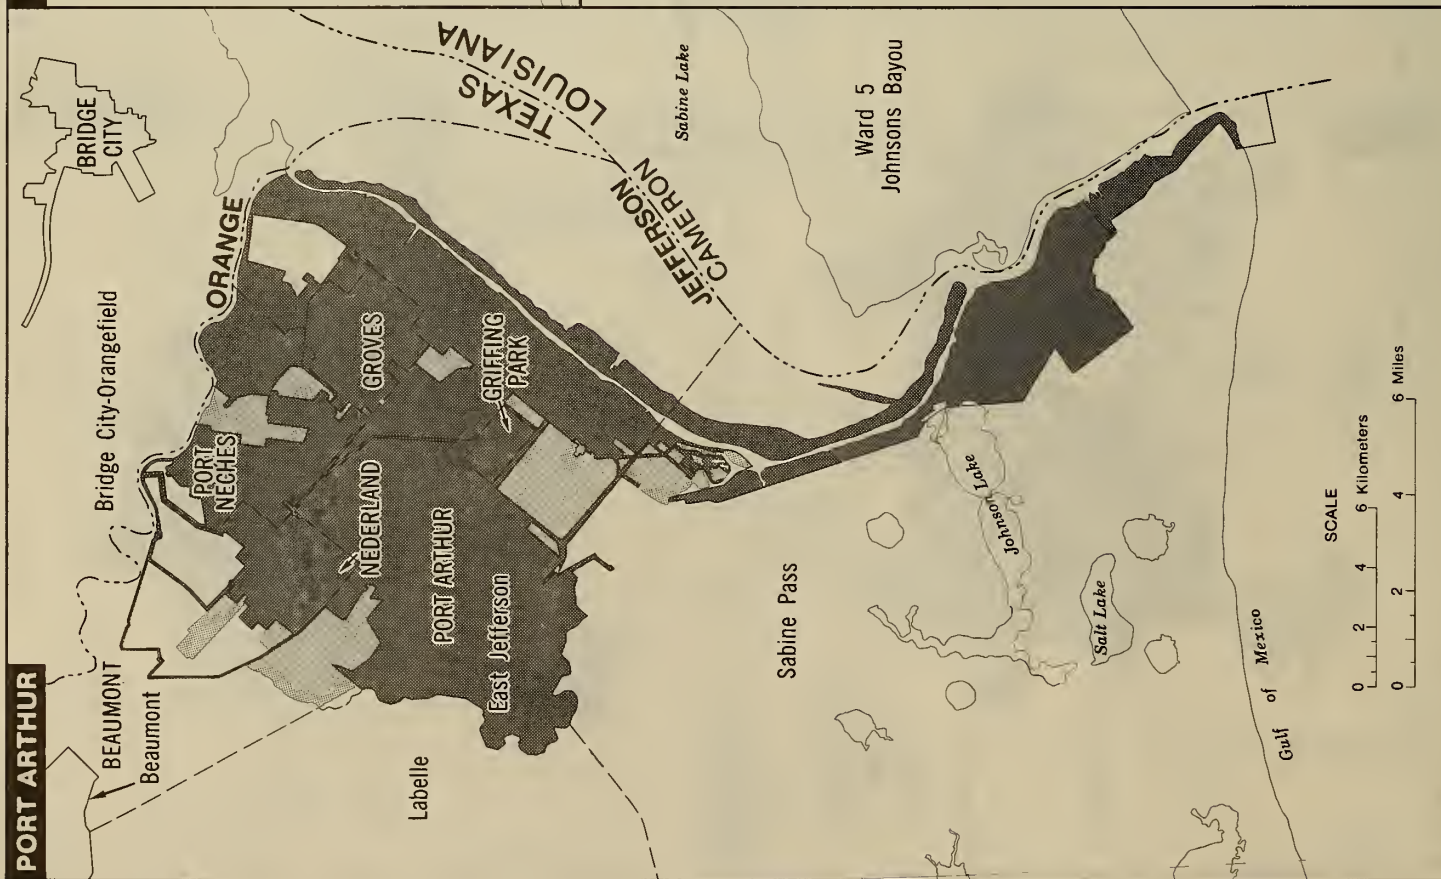 PORT ARTHUR
BRIDGE
CITY
Bridge City-Orangefield
BEAUMONT
Beaumont
ORANGE
TEXAS
LOUISIANA
Sabine Lake
JEFFERSON
CAMERON
Ward 5
Johnsons Bayou
PORT
NECHES
GROVES
GRIFFING
PARK
NEDERLAND
PORT ARTHUR
East Jefferson
Labelle
Sabine Pass
Johnson Lake
Salt Lake
Gulf of Mexico
SCALE
0 2 4 6 Kilometers
0 2 4 6 Miles